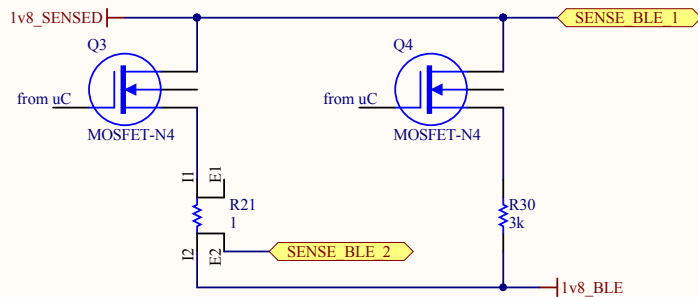 1v8_SENSED
SENSE_BLE_1
Q3
Q4
from uC
from uC
MOSFET-N4
MOSFET-N4
I1
E1
R21
1
R30
3k
I2
E2
SENSE_BLE_2
1v8_BLE